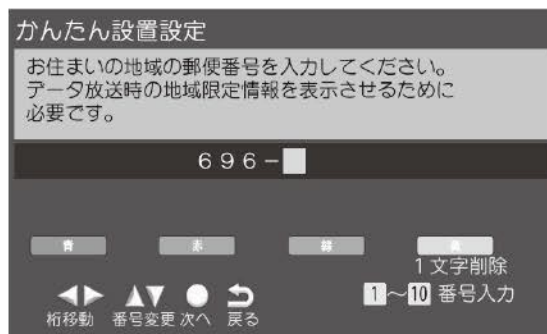 かんたん設置設定
お住まいの地域の郵便番号を入力してください。
データ放送時の地域限定情報を表示させるために
必要です。
696-
青 赤 緑 黄
1文字削除
桁移動 番号変更 次へ 戻る 1～10 番号入力